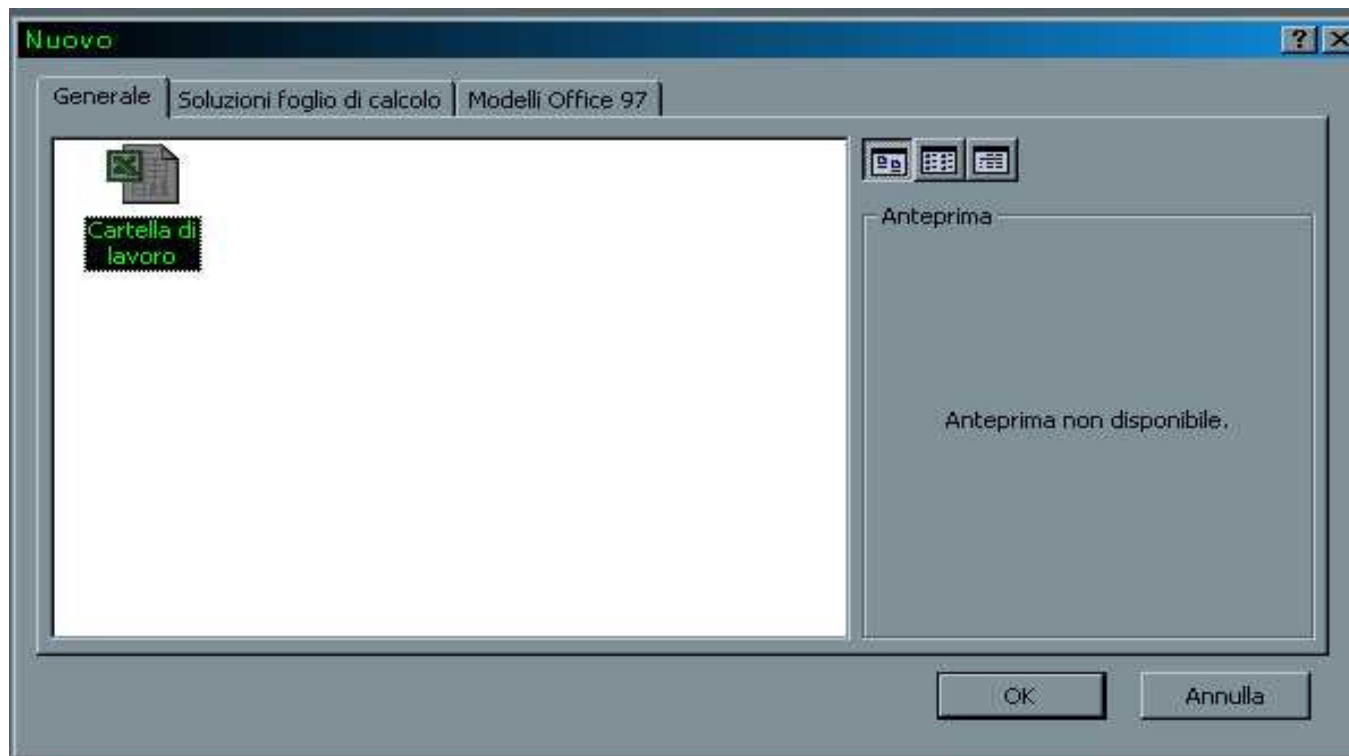 Nuovo
Generale
Soluzioni foglio di calcolo
Modelli Office 97
Cartella di
lavoro
Anteprima
Anteprima non disponibile.
OK
Annulla